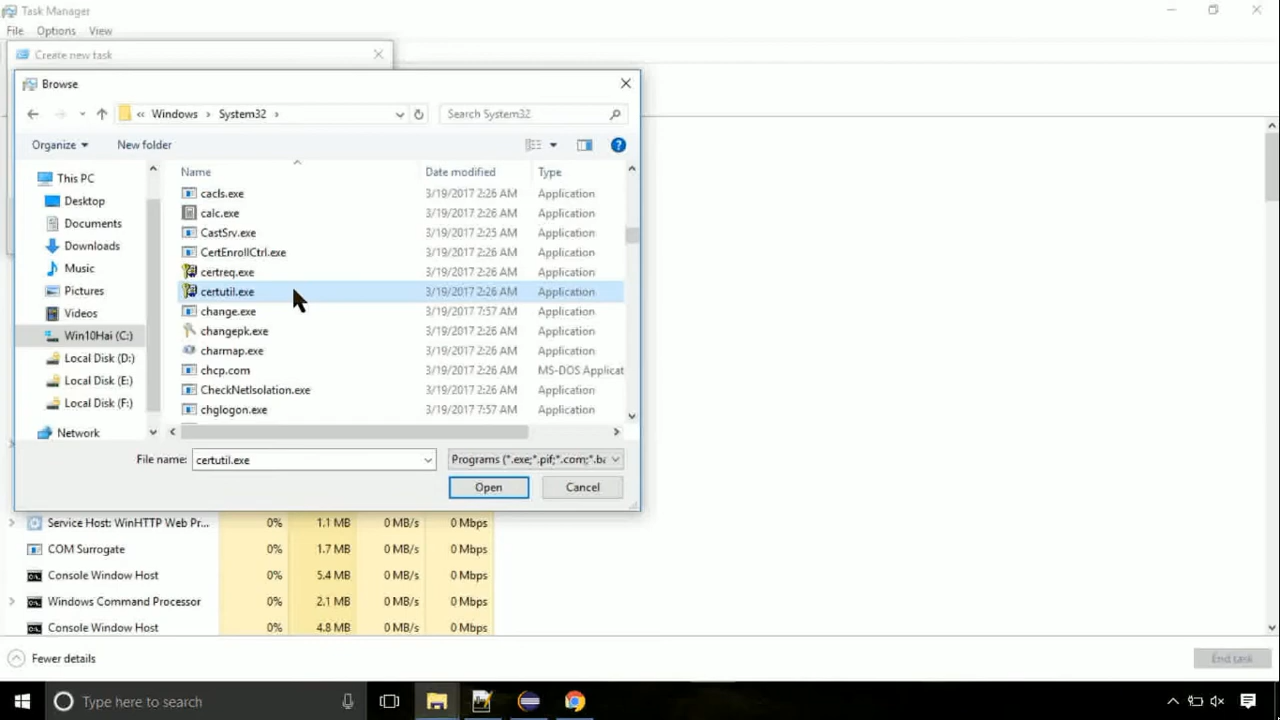 Task Manager
File Options View
Create new task
Browse
« Windows › System32 ›
Search System32
Organize
New folder
This PC
Desktop
Documents
Downloads
Music
Pictures
Videos
Win10Hai (C:)
Local Disk (D:)
Local Disk (E:)
Local Disk (F:)
Network
Name Date modified Type
cacls.exe 3/19/2017 2:26 AM Application
calc.exe 3/19/2017 2:26 AM Application
CastSrv.exe 3/19/2017 2:25 AM Application
CertEnrollCtrl.exe 3/19/2017 2:26 AM Application
certreq.exe 3/19/2017 2:26 AM Application
certutil.exe 3/19/2017 2:26 AM Application
change.exe 3/19/2017 7:57 AM Application
changepk.exe 3/19/2017 2:26 AM Application
charmap.exe 3/19/2017 2:26 AM Application
chcp.com 3/19/2017 2:26 AM MS-DOS Applicat
CheckNetIsolation.exe 3/19/2017 2:26 AM Application
chglogon.exe 3/19/2017 7:57 AM Application
File name: certutil.exe Programs (*.exe;*.pif;*.com;*.ba
Open Cancel
Service Host: WinHTTP Web Pr... 0% 1.1 MB 0 MB/s 0 Mbps
COM Surrogate 0% 1.7 MB 0 MB/s 0 Mbps
Console Window Host 0% 5.4 MB 0 MB/s 0 Mbps
Windows Command Processor 0% 2.1 MB 0 MB/s 0 Mbps
Console Window Host 0% 4.8 MB 0 MB/s 0 Mbps
Fewer details
End task
Type here to search